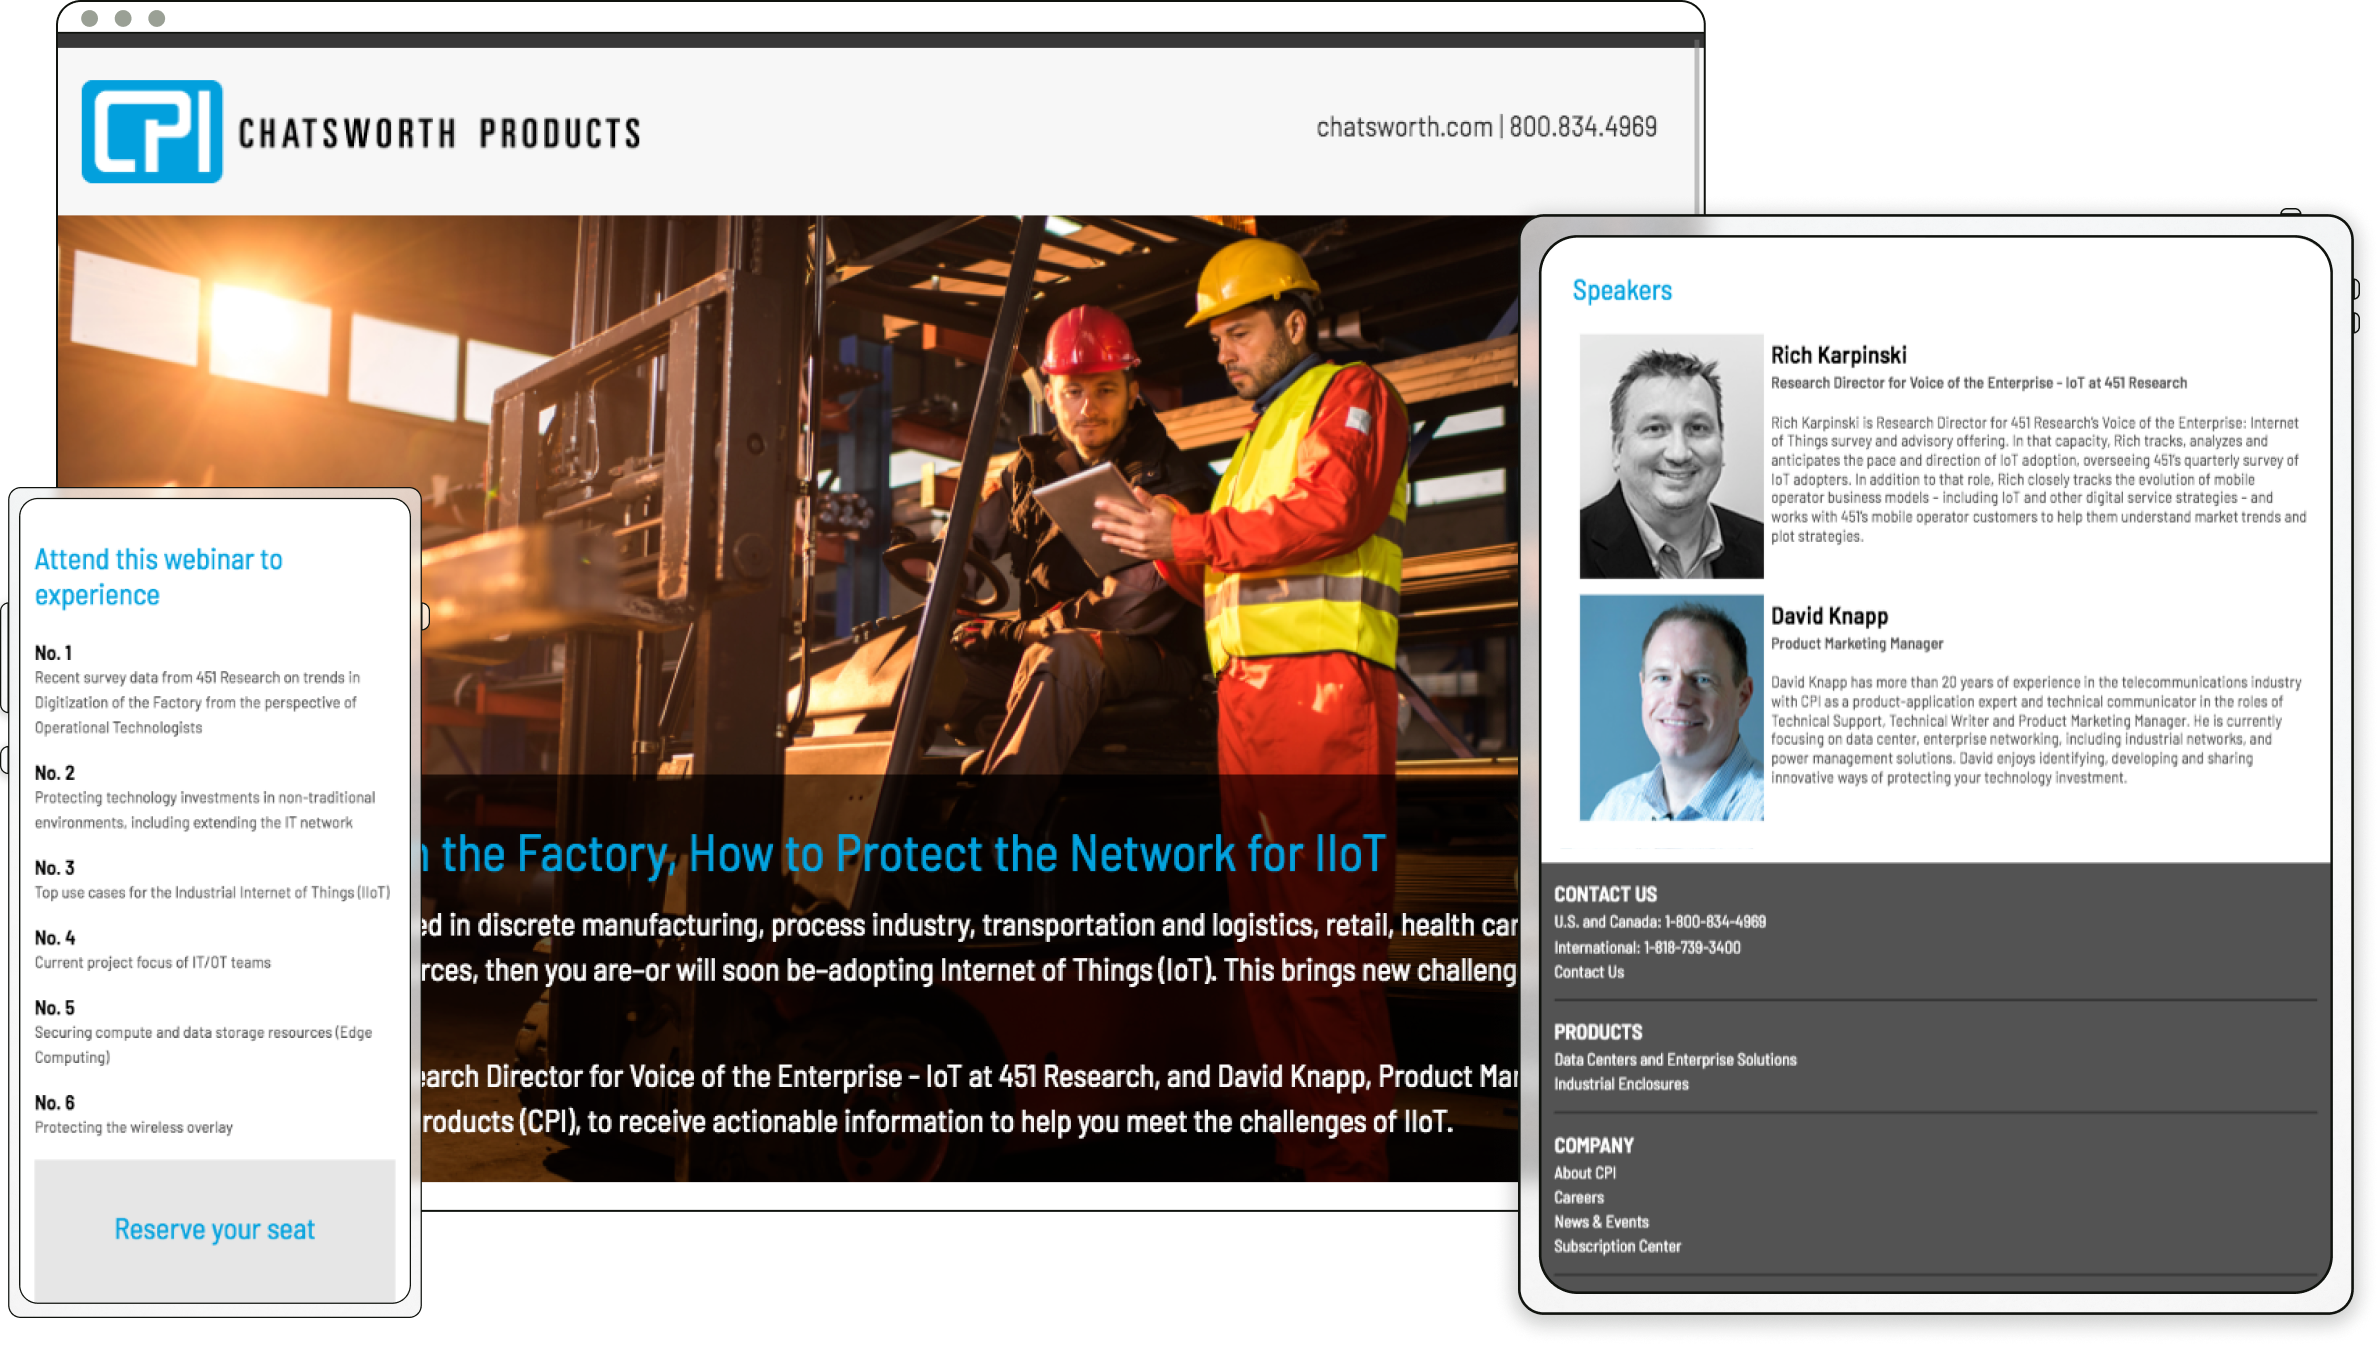 CPI CHATSWORTH PRODUCTS
chatsworth.com | 800.834.4969
the Factory, How to Protect the Network for IIoT
in discrete manufacturing, process industry, transportation and logistics, retail, health
then you are–or will soon be–adopting Internet of Things (IoT). This brings new
Director for Voice of the Enterprise – IoT at 451 Research, and David Knapp, Product
(CPI), to receive actionable information to help you meet the challenges of IIoT.
Attend this webinar to
experience
No. 1
Recent survey data from 451 Research on trends in
Digitization of the Factory from the perspective of
Operational Technologists
No. 2
Protecting technology investments in non-traditional
environments, including extending the IT network
No. 3
Top use cases for the Industrial Internet of Things (IIoT)
No. 4
Current project focus of IT/OT teams
No. 5
Securing compute and data storage resources (Edge
Computing)
No. 6
Protecting the wireless overlay
Reserve your seat
Speakers
Rich Karpinski
Research Director for Voice of the Enterprise - IoT at 451 Research
Rich Karpinski is Research Director for 451 Research's Voice of the Enterprise: Internet
of Things survey and advisory offering. In that capacity, Rich tracks, analyzes and
anticipates the pace and direction of IoT adoption, overseeing 451's quarterly survey of
IoT adopters. In addition to that role, Rich closely tracks the evolution of mobile
operator business models – including IoT and other digital service strategies – and
works with 451's mobile operator customers to help them understand market trends and
plot strategies.
David Knapp
Product Marketing Manager
David Knapp has more than 20 years of experience in the telecommunications industry
with CPI as a product-application expert and technical communicator in the roles of
Technical Support, Technical Writer and Product Marketing Manager. He is currently
focusing on data center, enterprise networking, including industrial networks, and
power management solutions. David enjoys identifying, developing and sharing
innovative ways of protecting your technology investment.
CONTACT US
U.S. and Canada: 1-800-834-4969
International: 1-818-739-3400
Contact Us
PRODUCTS
Data Centers and Enterprise Solutions
Industrial Enclosures
COMPANY
About CPI
Careers
News & Events
Subscription Center